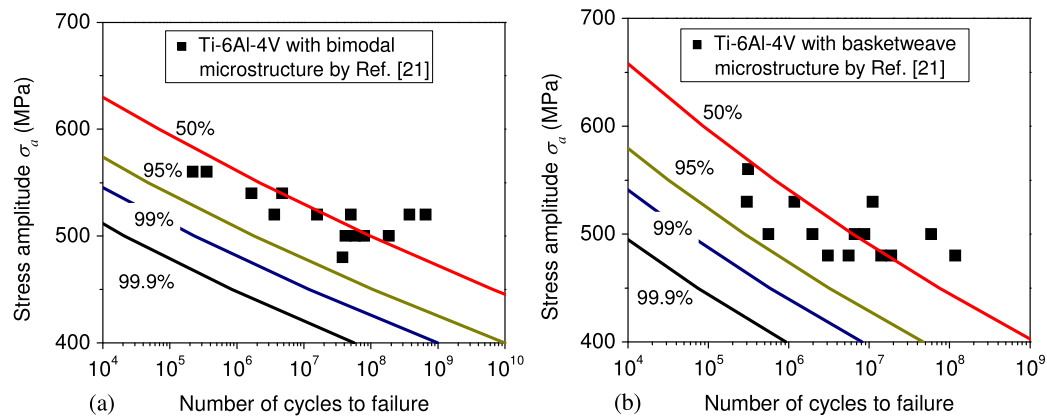 700
600
500
400
Stress amplitude σa (MPa)
Ti-6Al-4V with bimodal
microstructure by Ref. [21]
50%
95%
99%
99.9%
10^4 10^5 10^6 10^7 10^8 10^9 10^10
(a) Number of cycles to failure
700
600
500
400
Stress amplitude σa (MPa)
Ti-6Al-4V with basketweave
microstructure by Ref. [21]
50%
95%
99%
99.9%
10^4 10^5 10^6 10^7 10^8 10^9
(b) Number of cycles to failure